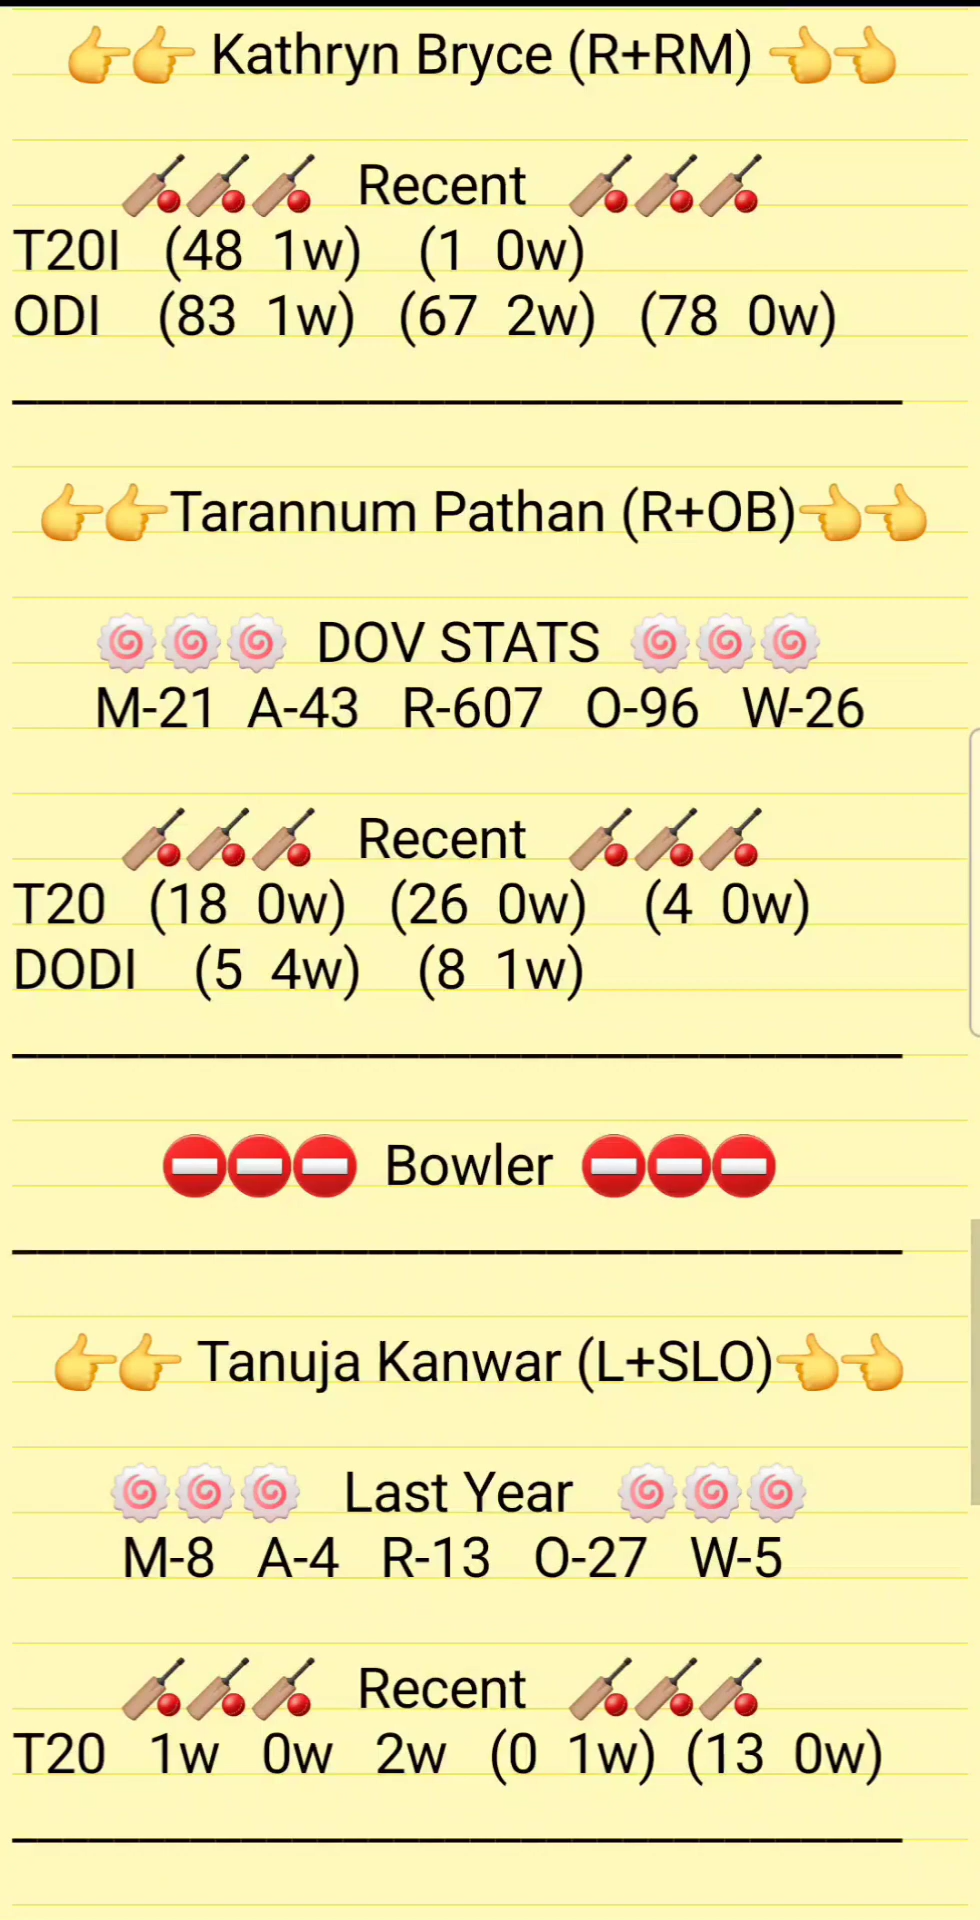 👉👉 Kathryn Bryce (R+RM) 👈👈
🏏🏏🏏 Recent 🏏🏏🏏
T20I (48 1w) (1 0w)
ODI (83 1w) (67 2w) (78 0w)
👉👉Tarannum Pathan (R+OB)👈👈
🍥🍥🍥 DOV STATS 🍥🍥🍥
M-21 A-43 R-607 O-96 W-26
🏏🏏🏏 Recent 🏏🏏🏏
T20 (18 0w) (26 0w) (4 0w)
DODI (5 4w) (8 1w)
⛔⛔⛔ Bowler ⛔⛔⛔
👉👉 Tanuja Kanwar (L+SLO)👈👈
🍥🍥🍥 Last Year 🍥🍥🍥
M-8 A-4 R-13 O-27 W-5
🏏🏏🏏 Recent 🏏🏏🏏
T20 1w 0w 2w (0 1w) (13 0w)